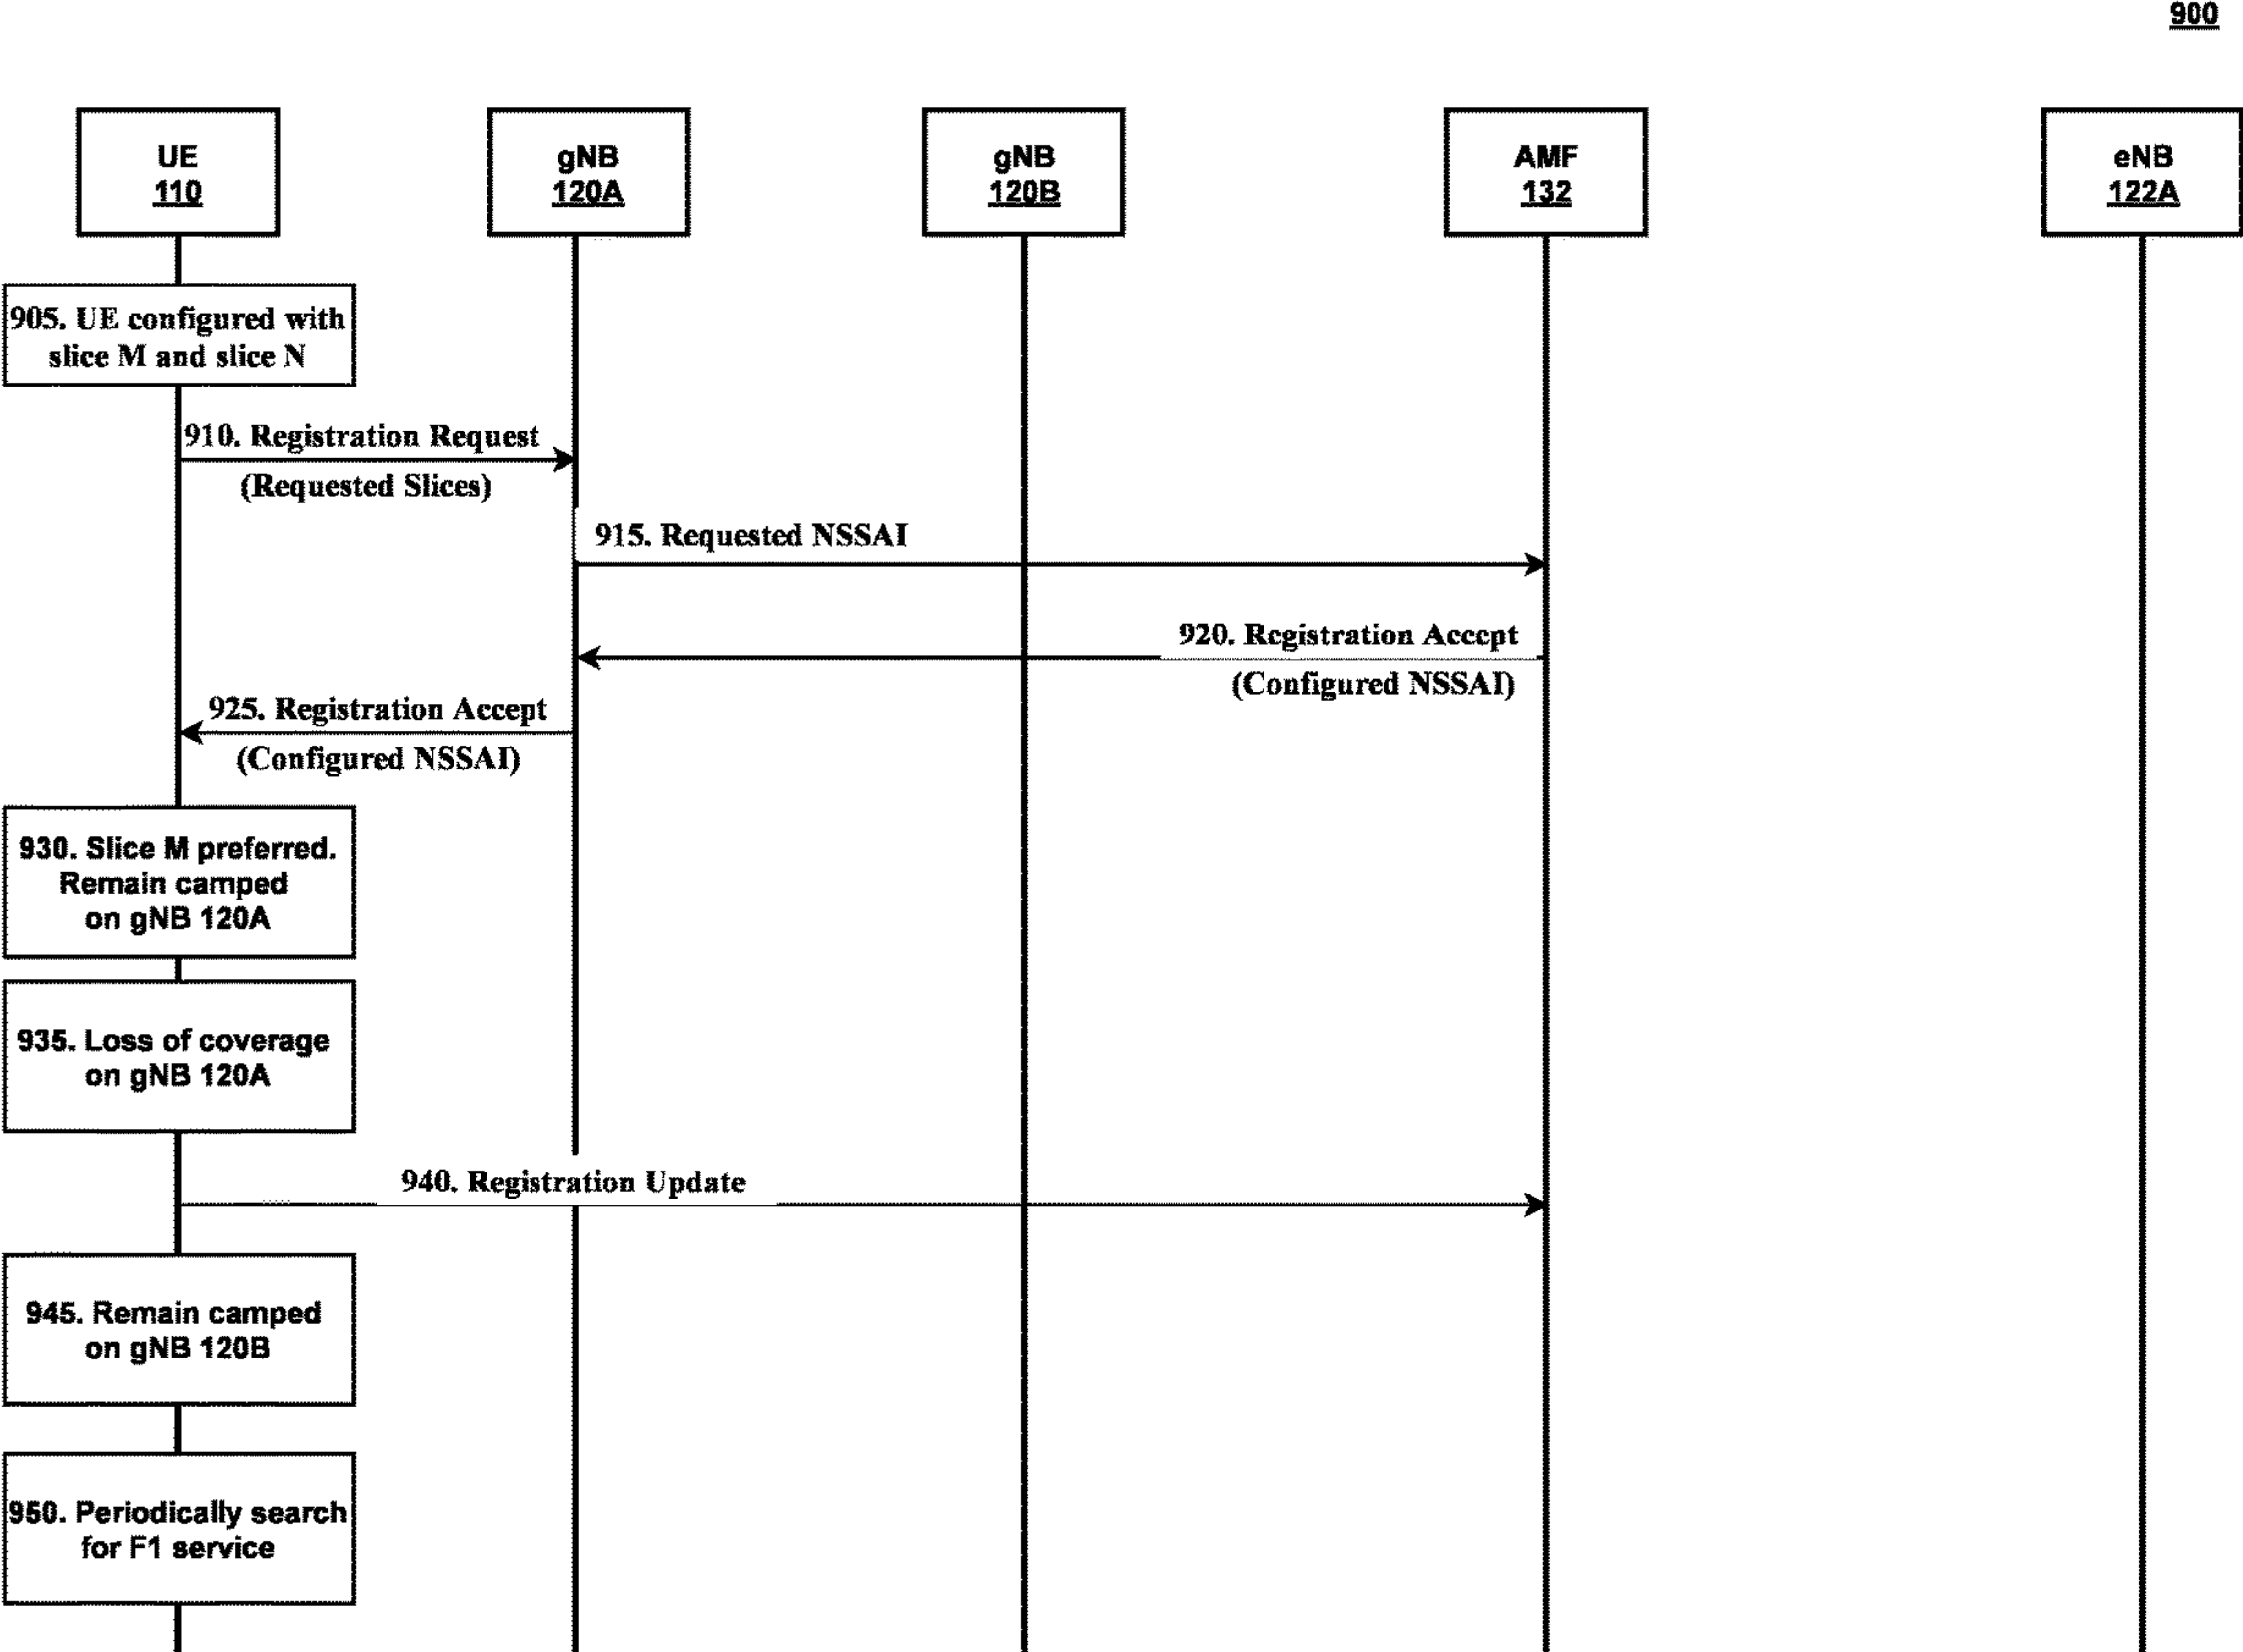 900
UE
110
gNB
120A
gNB
120B
AMF
132
eNB
122A
905. UE configured with
slice M and slice N
910. Registration Request
(Requested Slices)
915. Requested NSSAI
920. Registration Accept
(Configured NSSAI)
925. Registration Accept
(Configured NSSAI)
930. Slice M preferred.
Remain camped
on gNB 120A
935. Loss of coverage
on gNB 120A
940. Registration Update
945. Remain camped
on gNB 120B
950. Periodically search
for F1 service